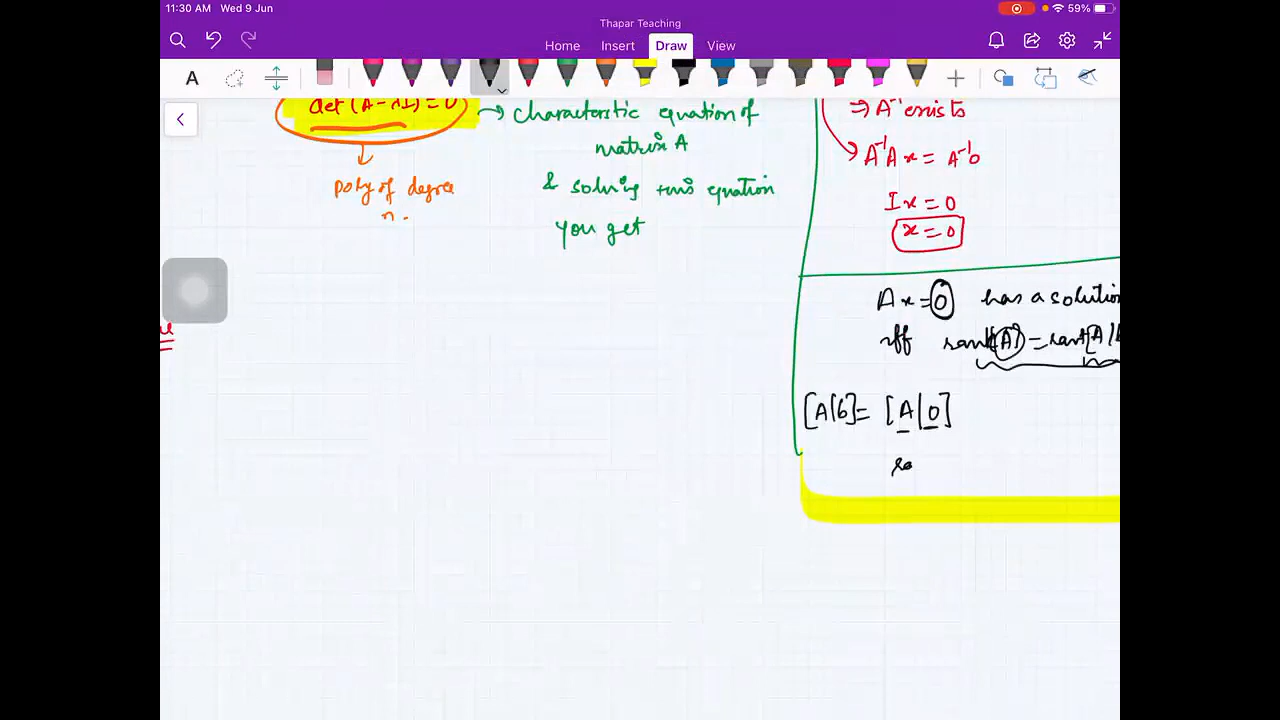 11:30 AM Wed 9 Jun
59%
Thapar Teaching
Home Insert Draw View
A
det (A-λI) = 0 → characterstic equation of
matrix A
& solving this equation
you get
poly of degree
n.
⇒ A⁻¹ exists
A⁻¹Ax = A⁻¹0
Ix = 0
x = 0
Ax = 0 has a solution
iff rank(A) = rank[A|b
[A|b] = [A|0]